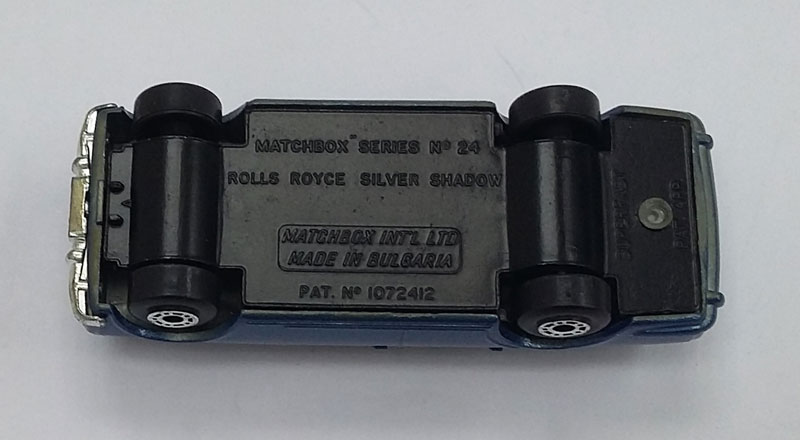 MATCHBOX™ SERIES Nº 24
ROLLS ROYCE SILVER SHADOW
MATCHBOX INT'L LTD
MADE IN BULGARIA
PAT. Nº 1072412